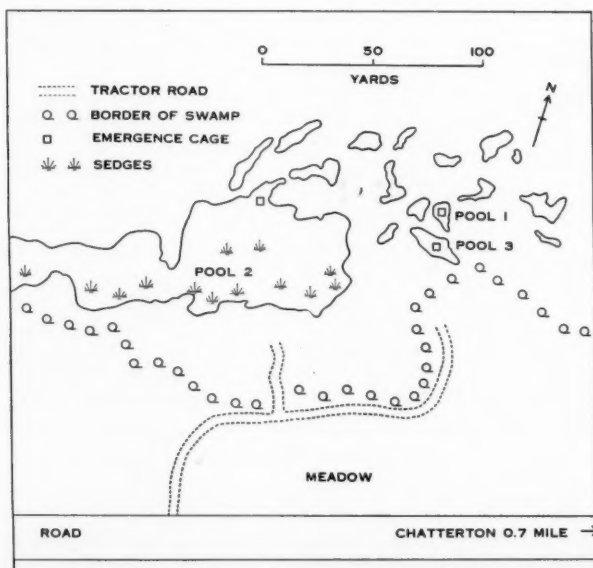 0 50 100
YARDS
N
TRACTOR ROAD
BORDER OF SWAMP
EMERGENCE CAGE
SEDGES
POOL 1
POOL 3
POOL 2
MEADOW
ROAD CHATTERTON 0.7 MILE →